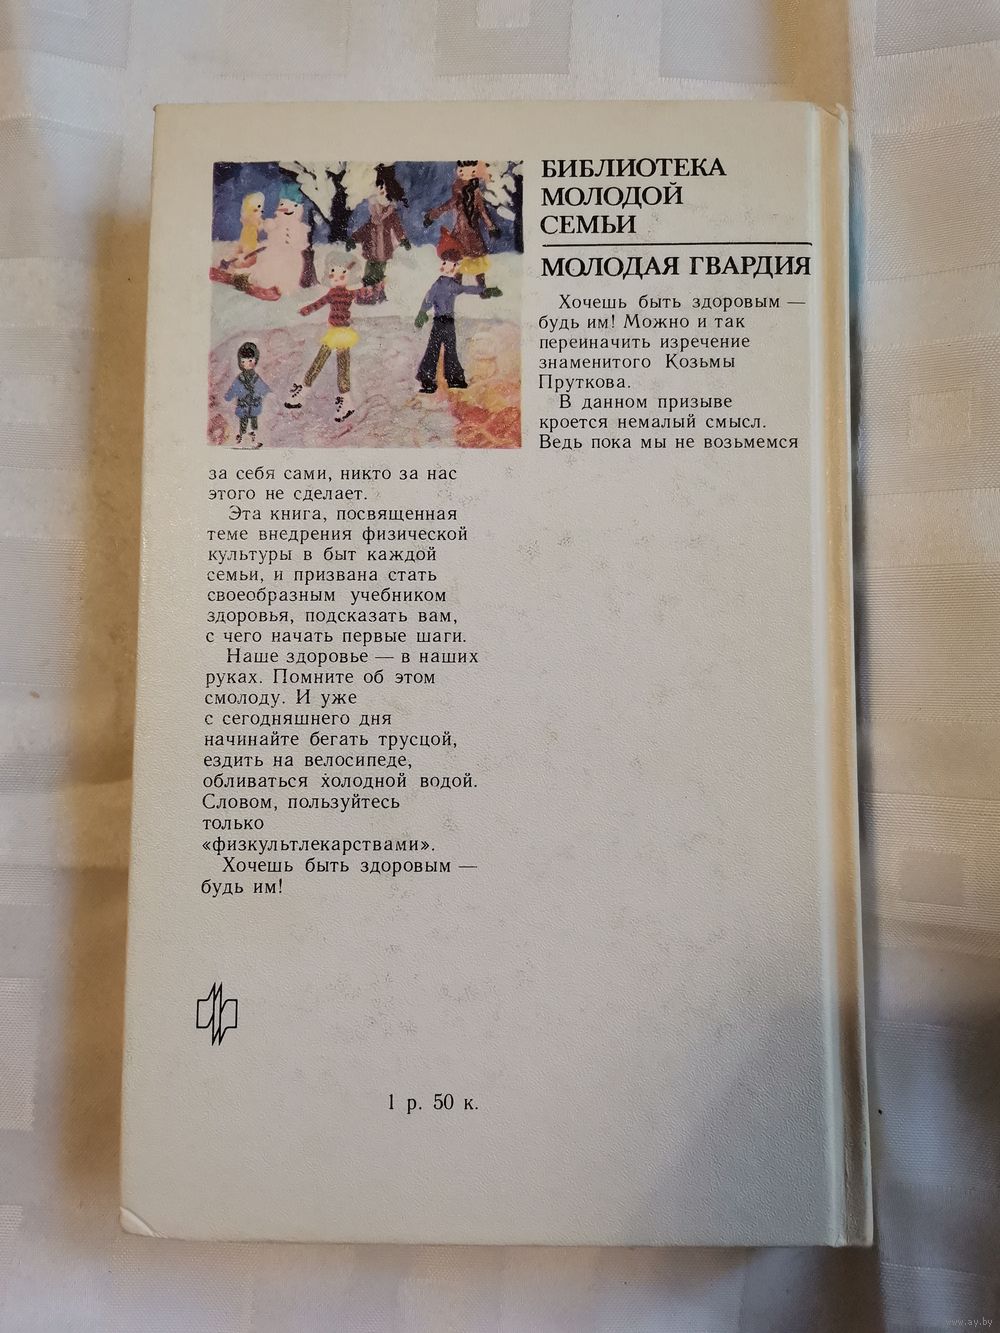 БИБЛИОТЕКА
МОЛОДОЙ
СЕМЬИ
МОЛОДАЯ ГВАРДИЯ
Хочешь быть здоровым —
будь им! Можно и так
переиначить изречение
знаменитого Козьмы
Пруткова.
В данном призыве
кроется немалый смысл.
Ведь пока мы не возьмемся
за себя сами, никто за нас
этого не сделает.
Эта книга, посвященная
теме внедрения физической
культуры в быт каждой
семьи, и призвана стать
своеобразным учебником
здоровья, подсказать вам,
с чего начать первые шаги.
Наше здоровье — в наших
руках. Помните об этом
смолоду. И уже
с сегодняшнего дня
начинайте бегать трусцой,
ездить на велосипеде,
обливаться холодной водой.
Словом, пользуйтесь
только
«физкультлекарствами».
Хочешь быть здоровым —
будь им!
1 р. 50 к.
www.ay.by